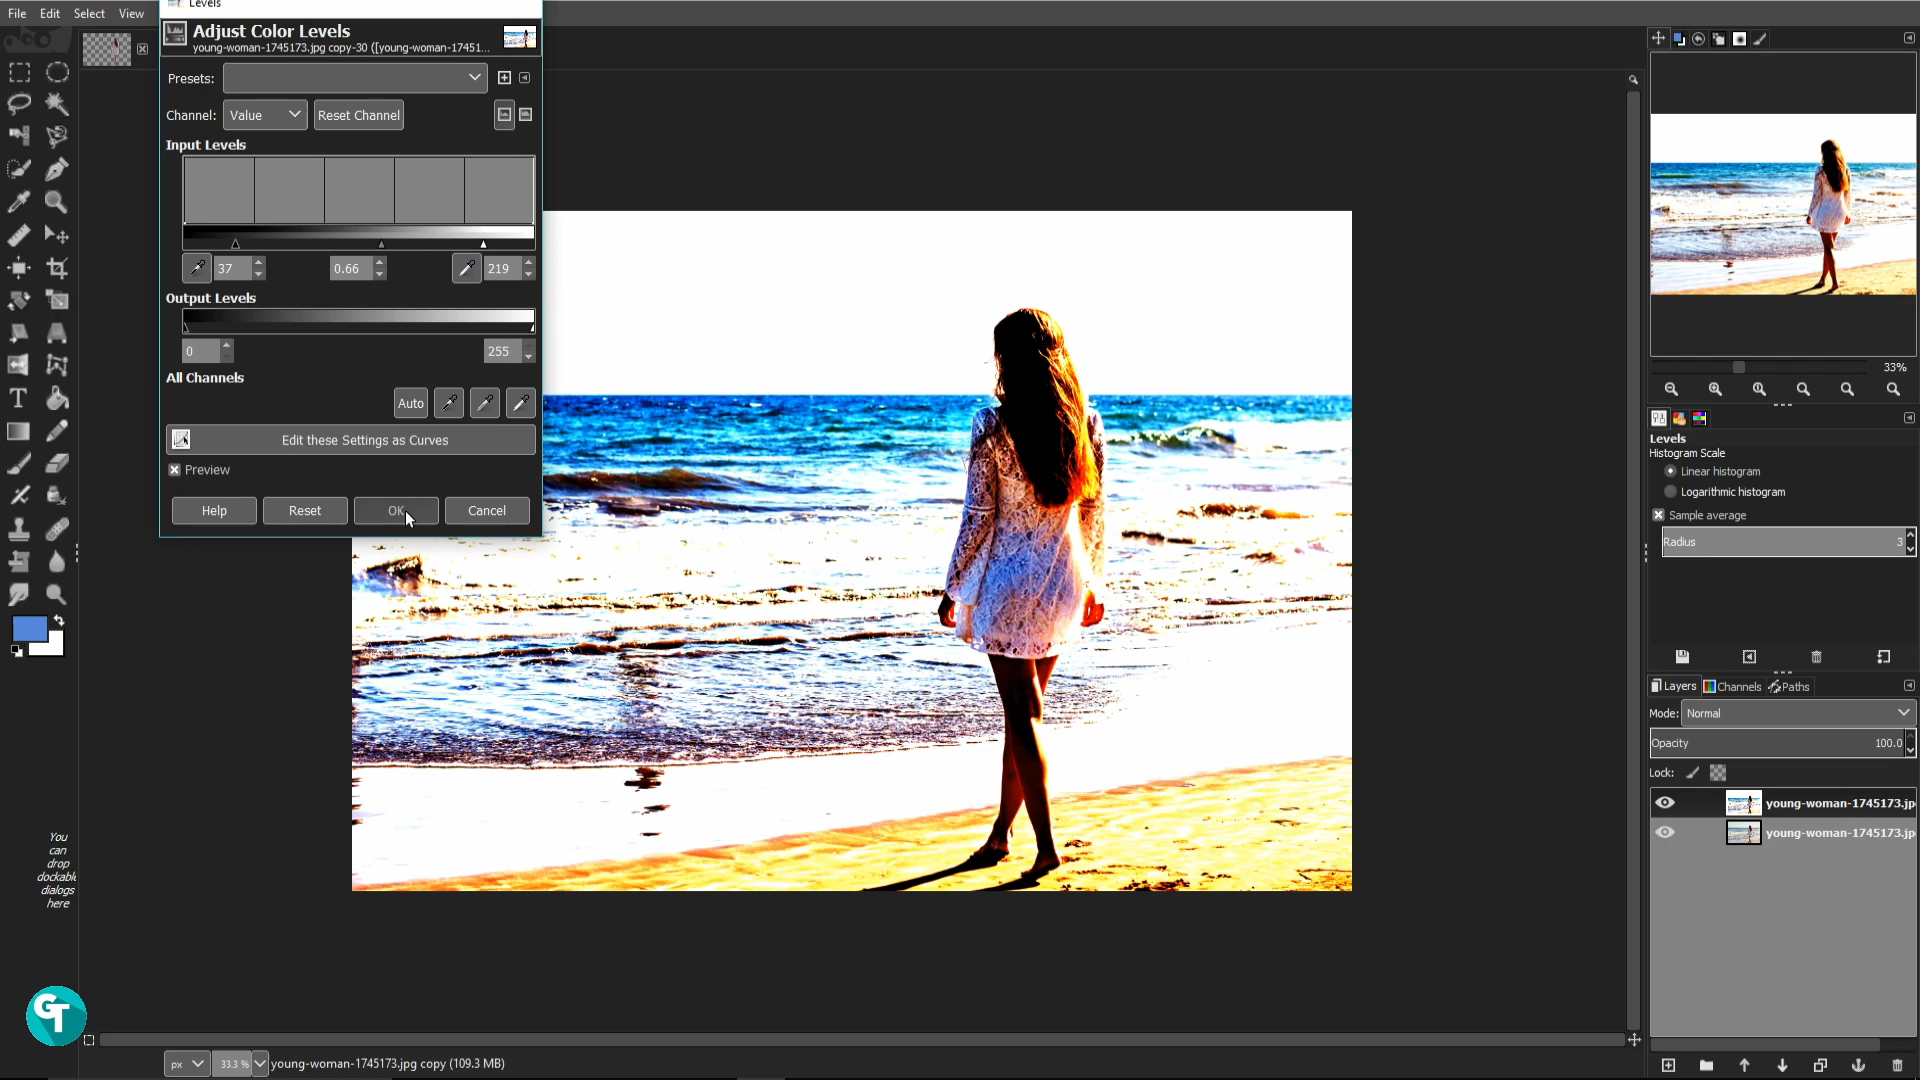 File Edit Select View
Levels
Adjust Color Levels
young-woman-1745173.jpg copy-30 ([young-woman-17451...
Presets:
Channel: Value Reset Channel
Input Levels
37 0.66 219
Output Levels
0 255
All Channels
Auto
Edit these Settings as Curves
Preview
Help Reset OK Cancel
33%
Levels
Histogram Scale
Linear histogram
Logarithmic histogram
Sample average
Radius 3
Layers Channels Paths
Mode: Normal
Opacity 100.0
Lock:
young-woman-1745173.jp
young-woman-1745173.jp
You
can
drop
dockable
dialogs
here
GT
px 33.3 % young-woman-1745173.jpg copy (109.3 MB)